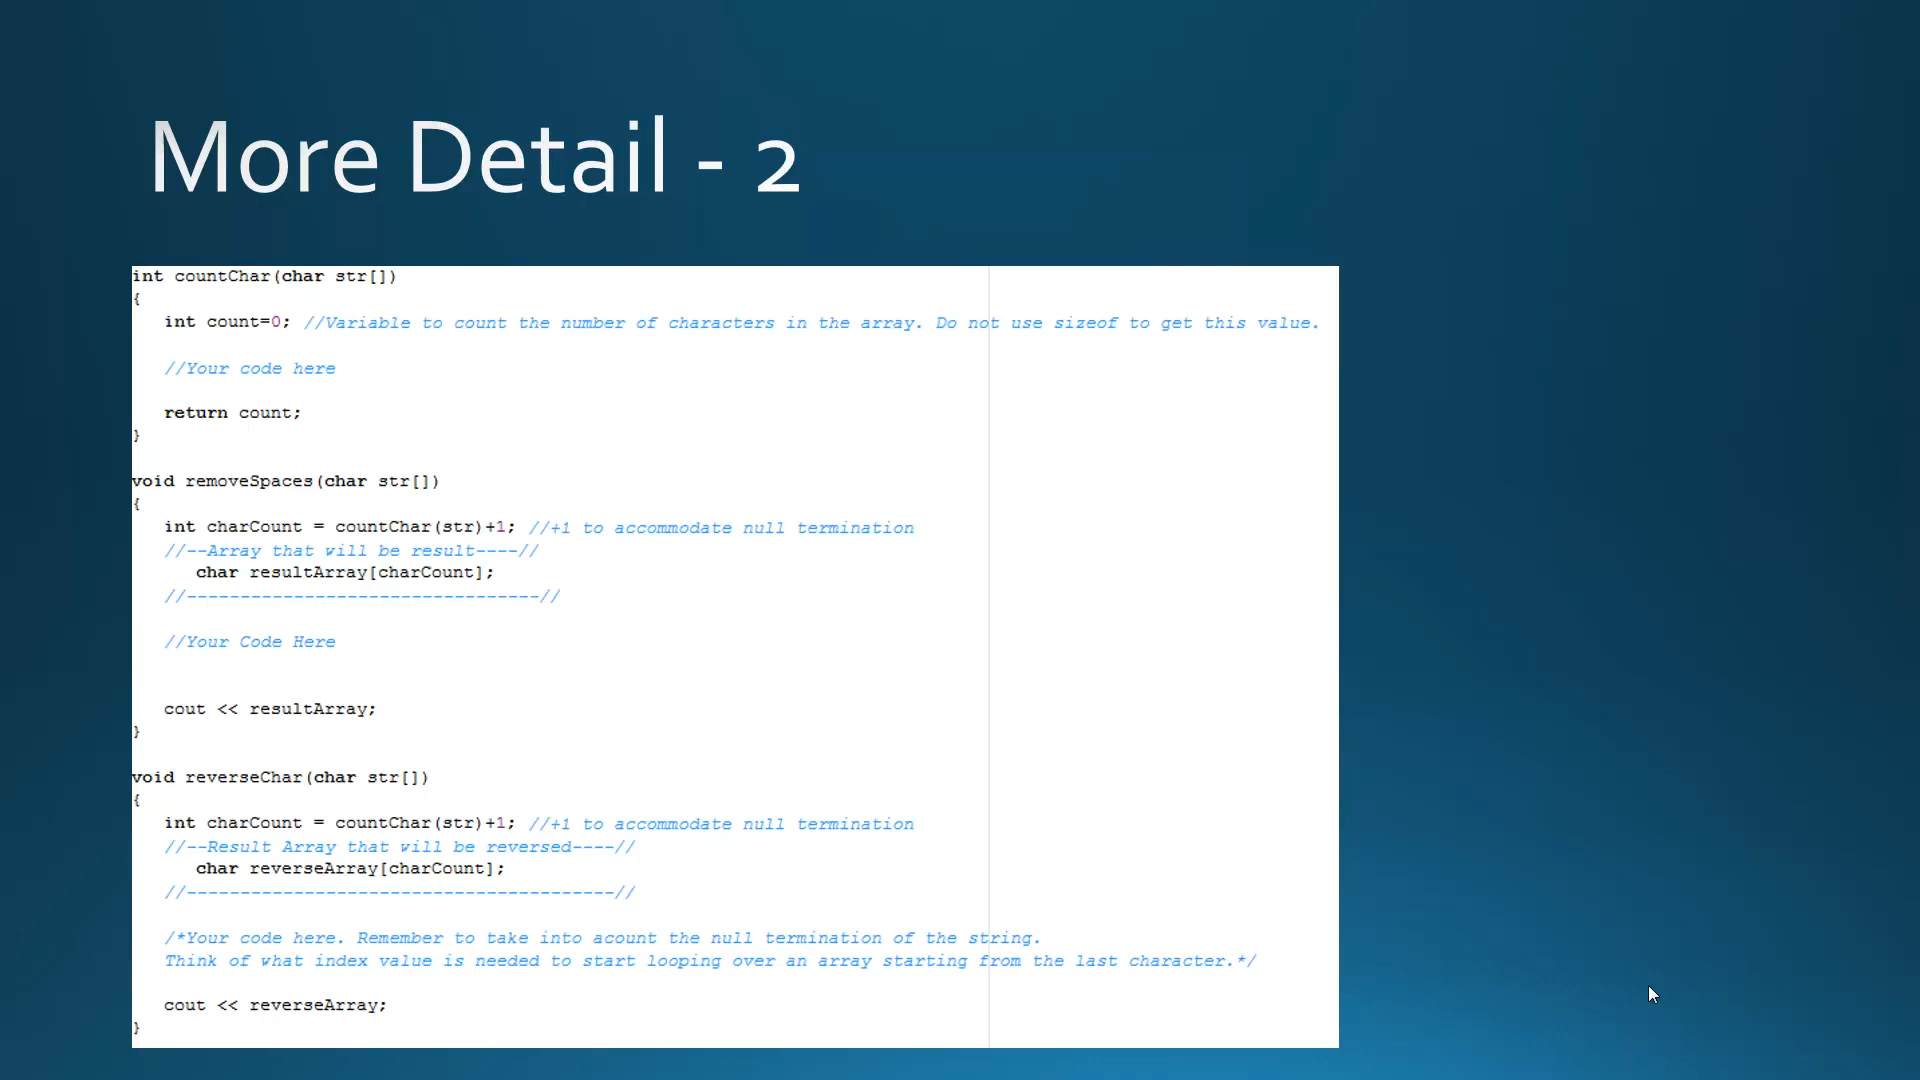 More Detail - 2
int countChar(char str[])
{
int count=0; //Variable to count the number of characters in the array. Do not use sizeof to get this value.
//Your code here
return count;
}
void removeSpaces(char str[])
{
int charCount = countChar(str)+1; //+1 to accommodate null termination
//--Array that will be result----//
char resultArray[charCount];
//---------------------------------//
//Your Code Here
cout << resultArray;
}
void reverseChar(char str[])
{
int charCount = countChar(str)+1; //+1 to accommodate null termination
//--Result Array that will be reversed----//
char reverseArray[charCount];
//----------------------------------------//
/*Your code here. Remember to take into acount the null termination of the string.
Think of what index value is needed to start looping over an array starting from the last character.*/
cout << reverseArray;
}